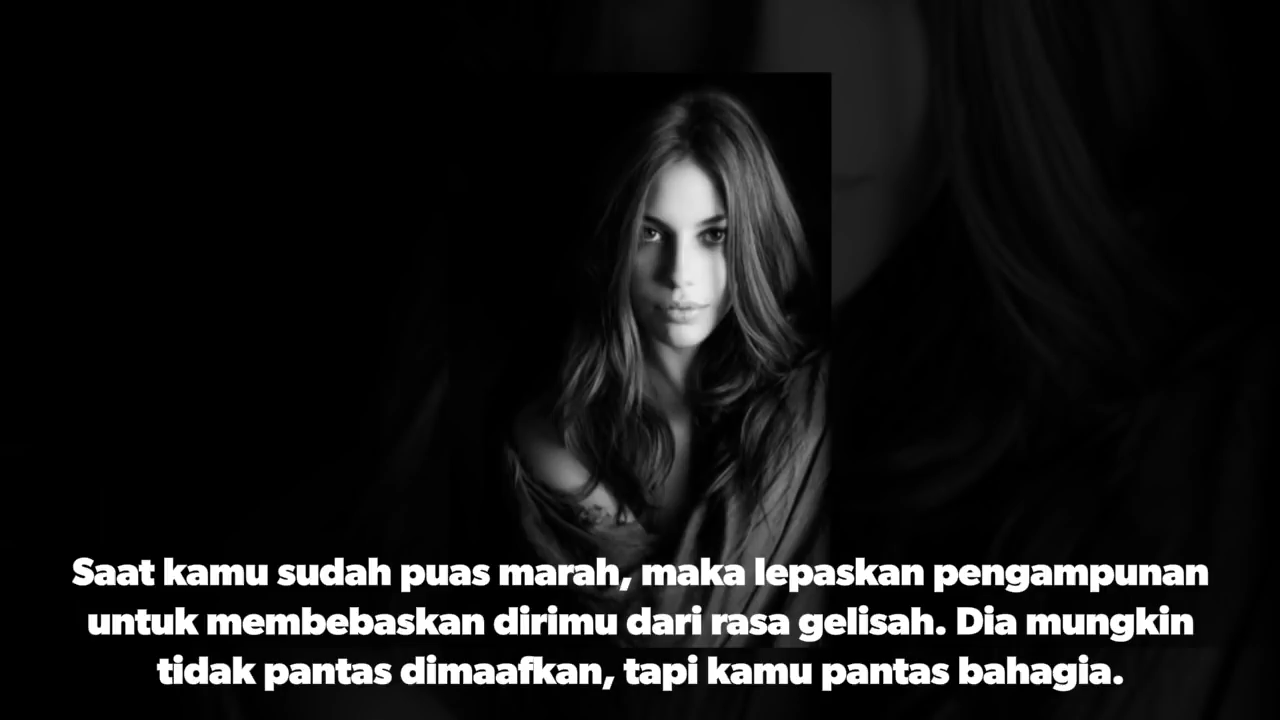 Saat kamu sudah puas marah, maka lepaskan pengampunan
untuk membebaskan dirimu dari rasa gelisah. Dia mungkin
tidak pantas dimaafkan, tapi kamu pantas bahagia.